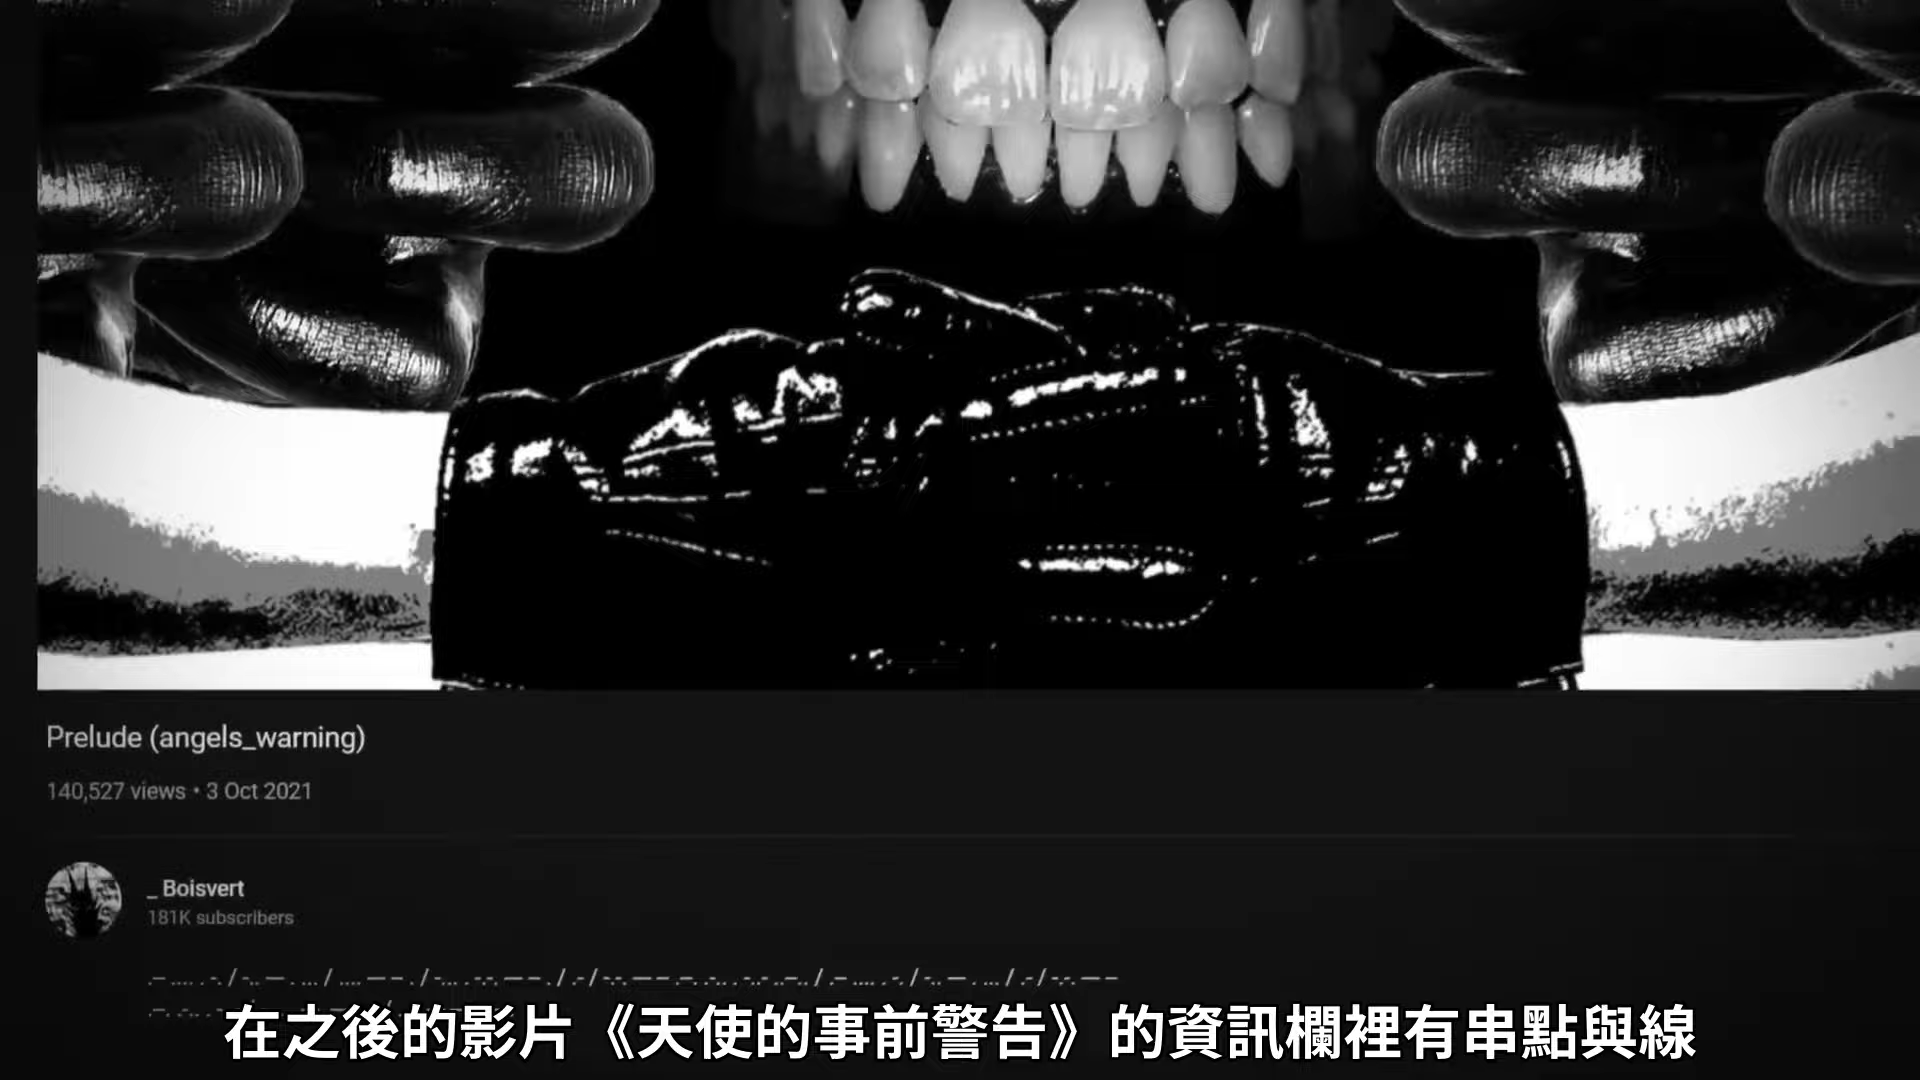 Prelude (angels_warning)
140,527 views • 3 Oct 2021
_ Boisvert
181K subscribers
在之後的影片《天使的事前警告》的資訊欄裡有串點與線